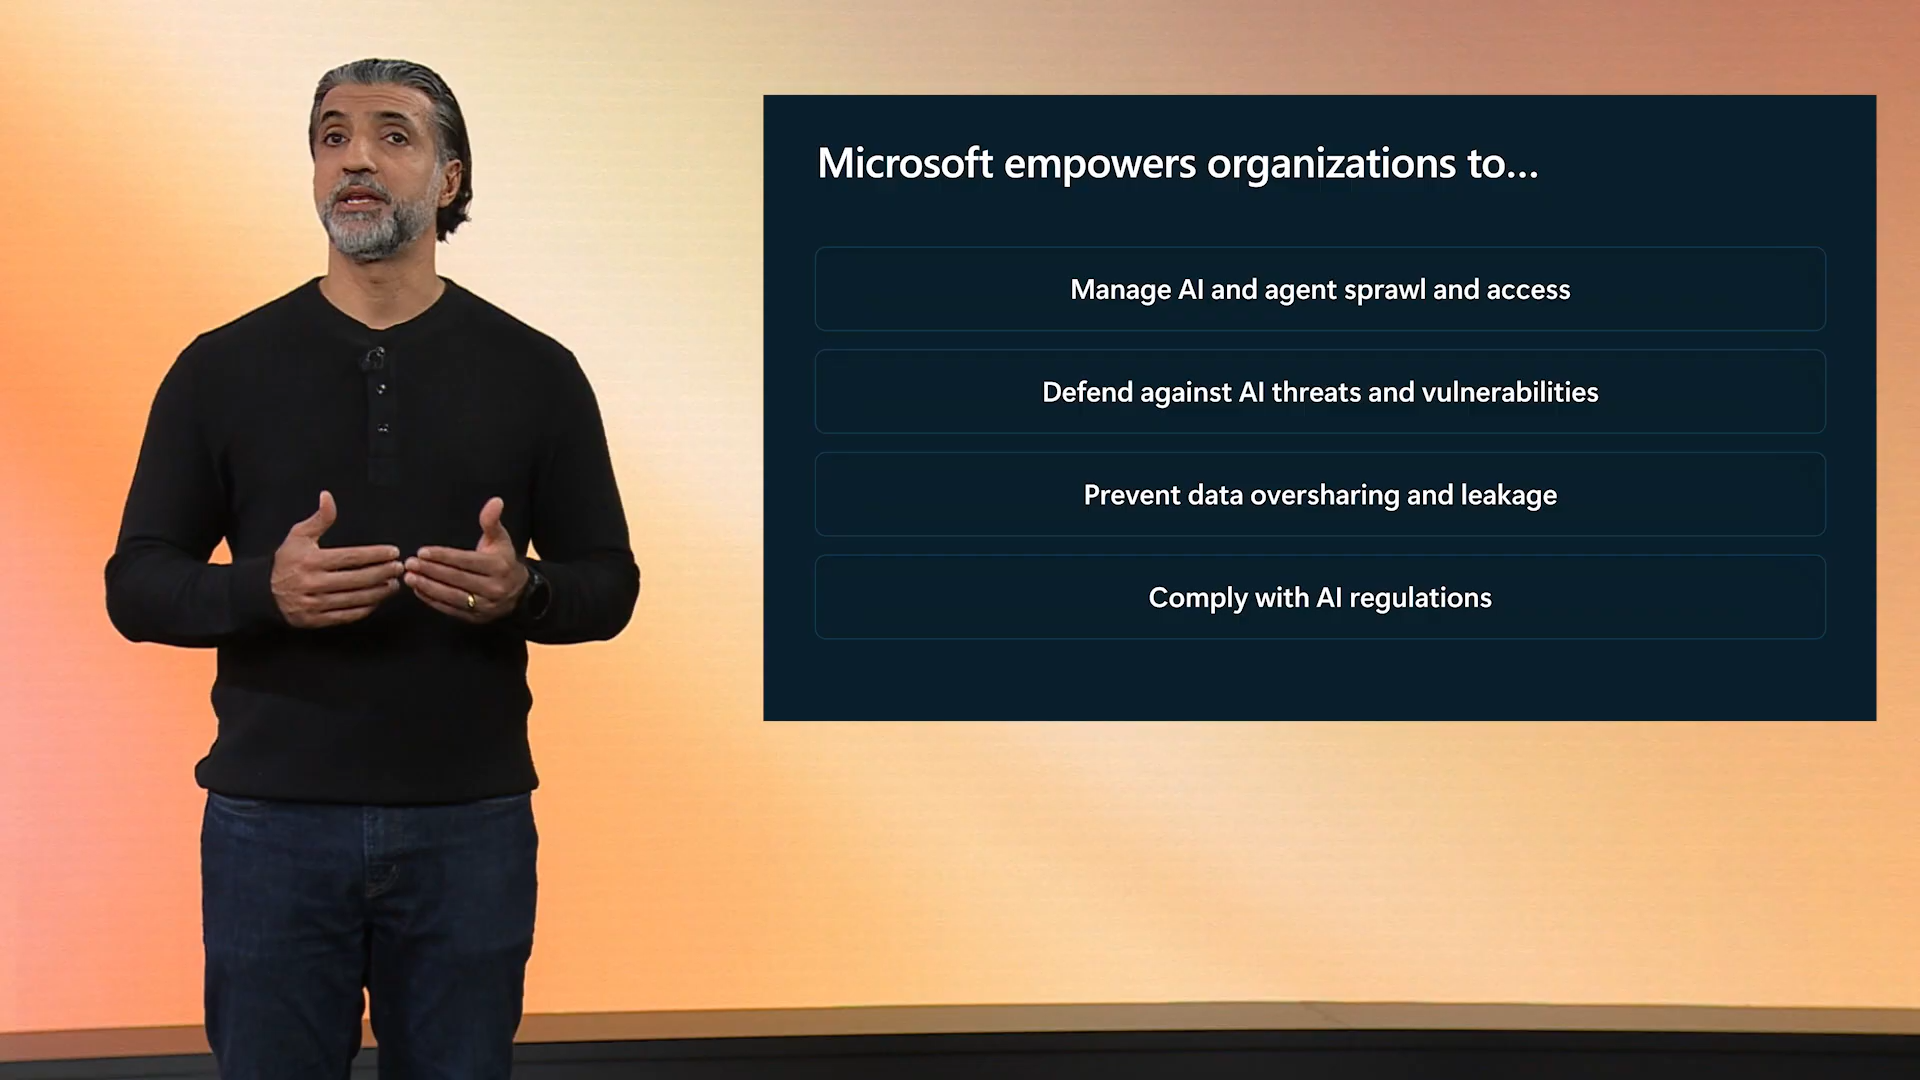 Microsoft empowers organizations to...
Manage AI and agent sprawl and access
Defend against AI threats and vulnerabilities
Prevent data oversharing and leakage
Comply with AI regulations